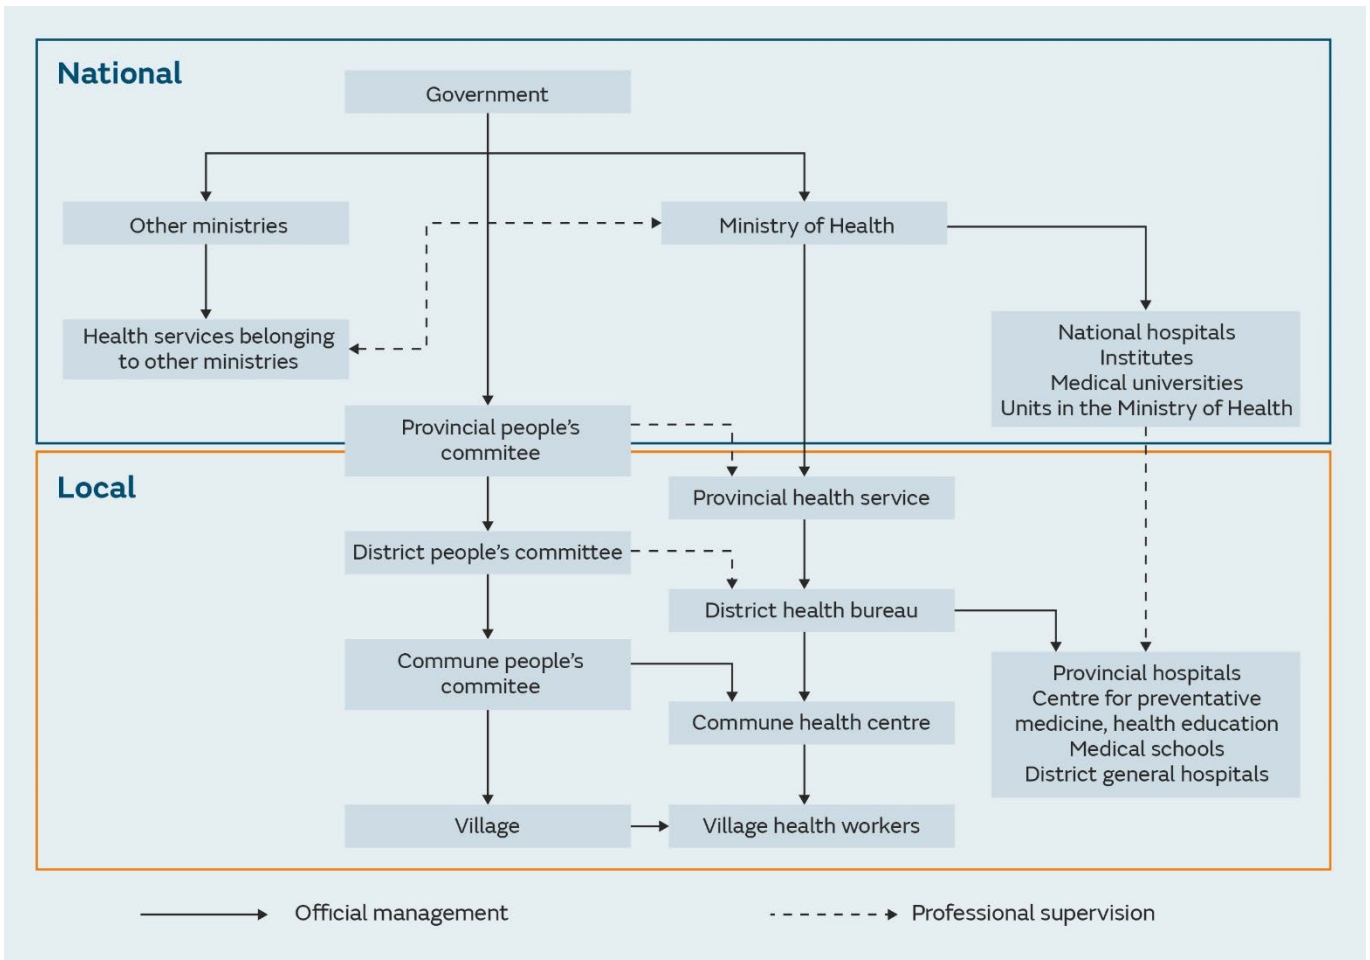 National
Government
Other ministries
Ministry of Health
Health services belonging
to other ministries
National hospitals
Institutes
Medical universities
Units in the Ministry of Health
Provincial people's
commitee
Local
Provincial health service
District people's committee
District health bureau
Commune people's
commitee
Provincial hospitals
Centre for preventative
medicine, health education
Medical schools
District general hospitals
Commune health centre
Village
Village health workers
Official management
Professional supervision